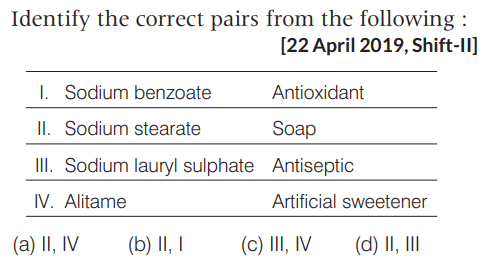 Identify the correct pairs from the following :
[22 April 2019, Shift-II]
I. Sodium benzoate Antioxidant
II. Sodium stearate Soap
III. Sodium lauryl sulphate Antiseptic
IV. Alitame Artificial sweetener
(a) II, IV (b) II, I (c) III, IV (d) II, III